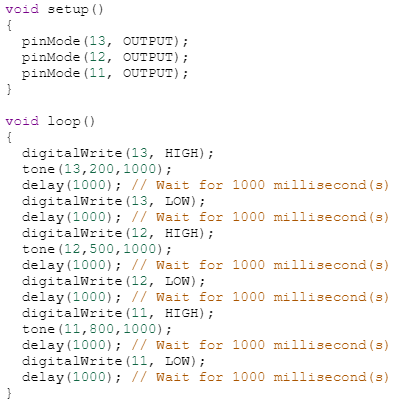 void setup()
{
  pinMode(13, OUTPUT);
  pinMode(12, OUTPUT);
  pinMode(11, OUTPUT);
}

void loop()
{
  digitalWrite(13, HIGH);
  tone(13,200,1000);
  delay(1000); // Wait for 1000 millisecond(s)
  digitalWrite(13, LOW);
  delay(1000); // Wait for 1000 millisecond(s)
  digitalWrite(12, HIGH);
  tone(12,500,1000);
  delay(1000); // Wait for 1000 millisecond(s)
  digitalWrite(12, LOW);
  delay(1000); // Wait for 1000 millisecond(s)
  digitalWrite(11, HIGH);
  tone(11,800,1000);
  delay(1000); // Wait for 1000 millisecond(s)
  digitalWrite(11, LOW);
  delay(1000); // Wait for 1000 millisecond(s)
}